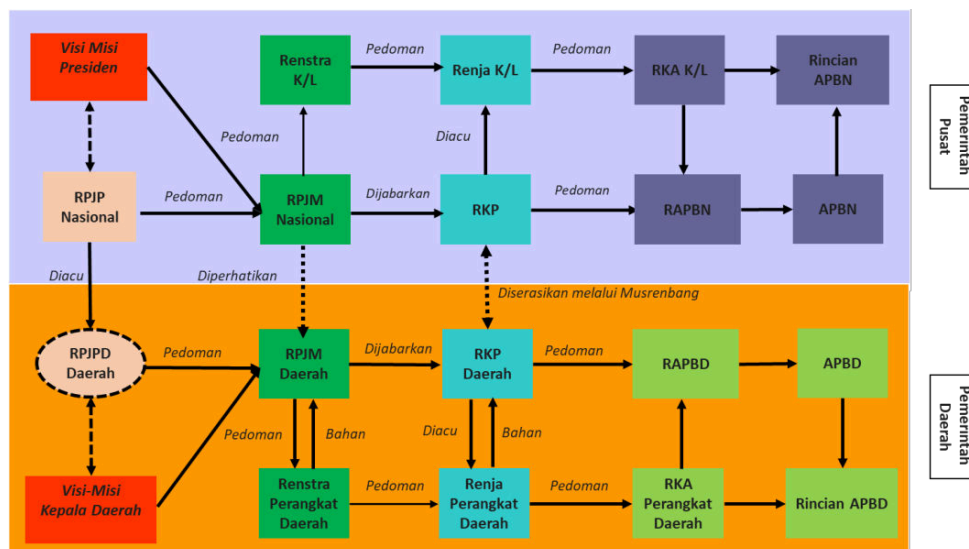 Visi Misi
Presiden
Renstra
K/L
Pedoman
Renja K/L
Pedoman
RKA K/L
Rincian
APBN
Pedoman
Diacu
RPJP
Nasional
Pedoman
RPJM
Nasional
Dijabarkan
RKP
Pedoman
RAPBN
APBN
Pemerintah
Pusat
Diacu
Diperhatikan
Diserasikan melalui Musrenbang
RPJPD
Daerah
Pedoman
RPJM
Daerah
Dijabarkan
RKP
Daerah
Pedoman
RAPBD
APBD
Pedoman
Bahan
Diacu
Bahan
Visi-Misi
Kepala Daerah
Renstra
Perangkat
Daerah
Pedoman
Renja
Perangkat
Daerah
Pedoman
RKA
Perangkat
Daerah
Rincian APBD
Pemerintah
Daerah